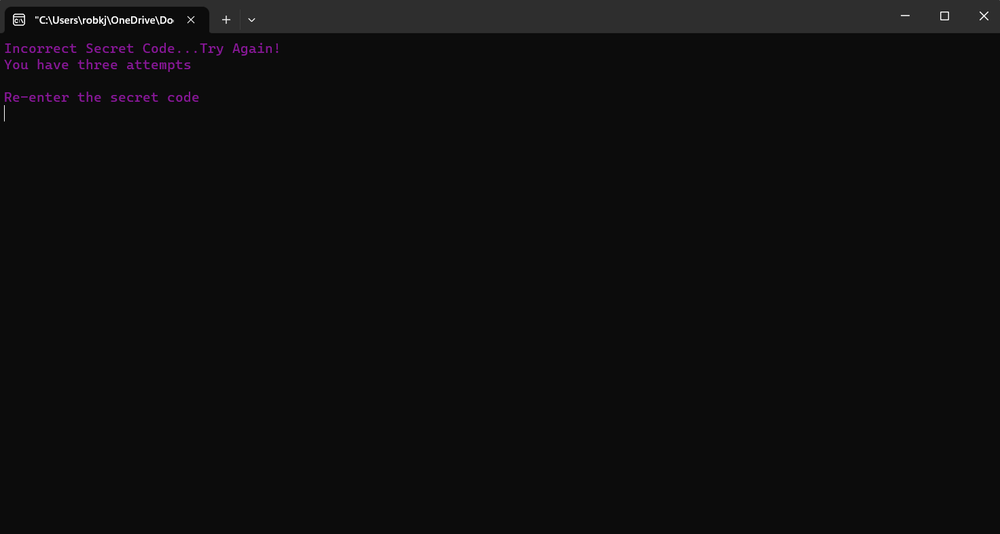 "C:\Users\robkj\OneDrive\Do
Incorrect Secret Code...Try Again!
You have three attempts
Re-enter the secret code